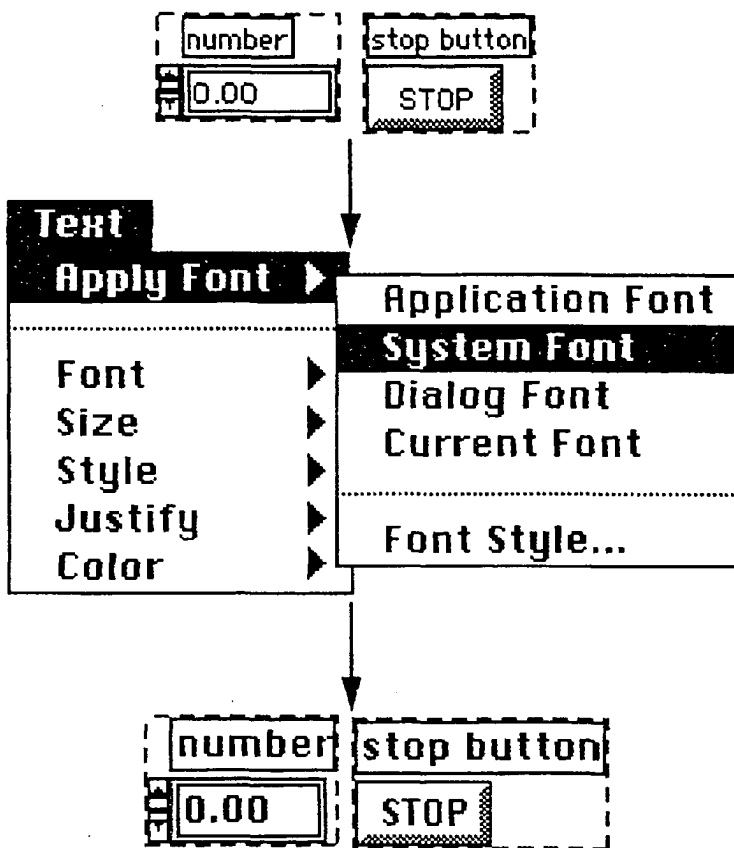 number
stop button
0.00
STOP
Text
Apply Font
Application Font
System Font
Dialog Font
Current Font
Font Style...
Font
Size
Style
Justify
Color
number
stop button
0.00
STOP